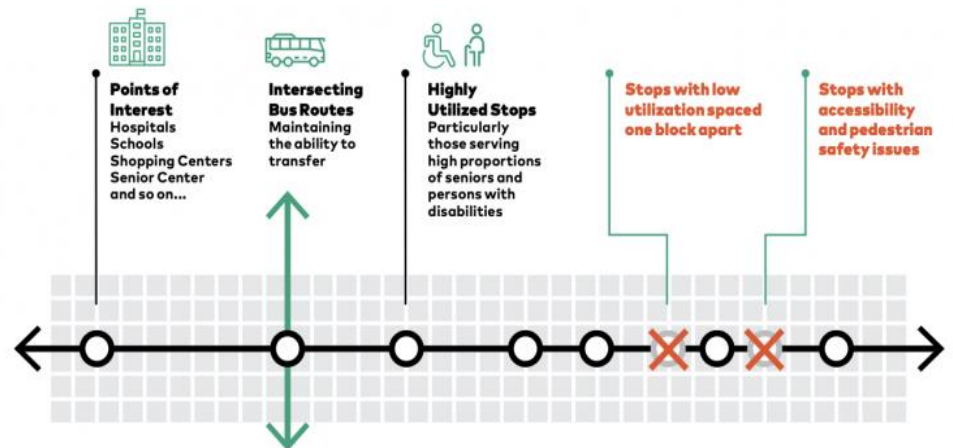 Points of
Interest
Hospitals
Schools
Shopping Centers
Senior Center
and so on...
Intersecting
Bus Routes
Maintaining
the ability to
transfer
Highly
Utilized Stops
Particularly
those serving
high proportions
of seniors and
persons with
disabilities
Stops with low
utilization spaced
one block apart
Stops with
accessibility
and pedestrian
safety issues